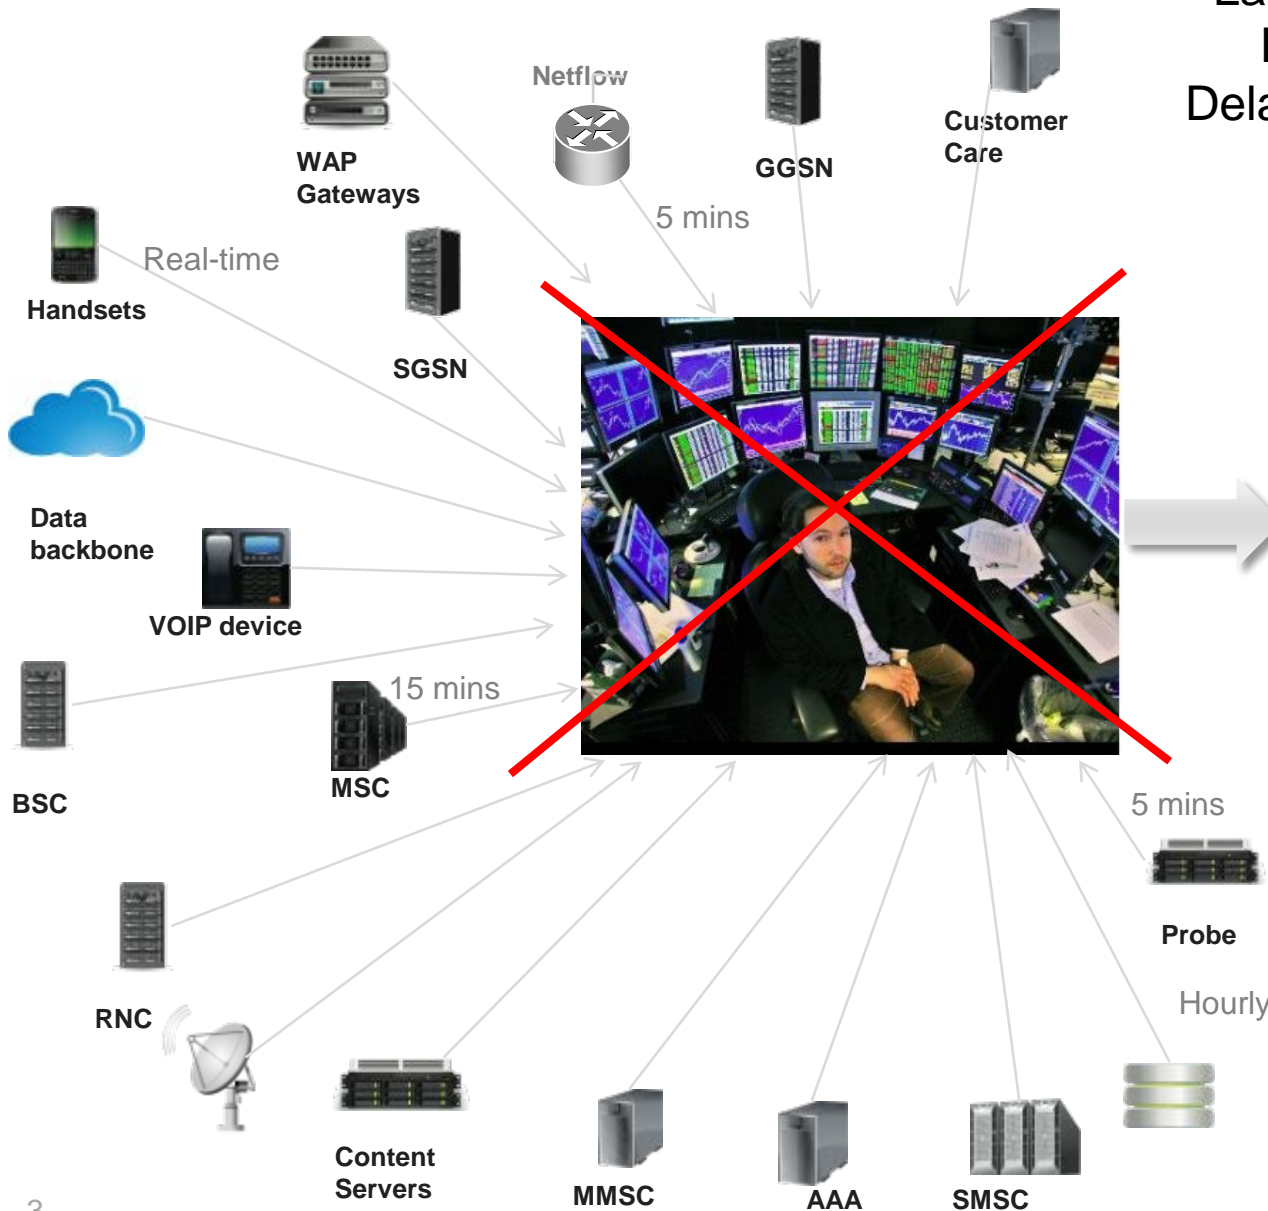 Netflow
Customer
Care
WAP
Gateways
GGSN
5 mins
Real-time
Handsets
SGSN
Data
backbone
VOIP device
15 mins
MSC
BSC
5 mins
Probe
RNC
Hourly
Content
Servers
MMSC
AAA
SMSC
3